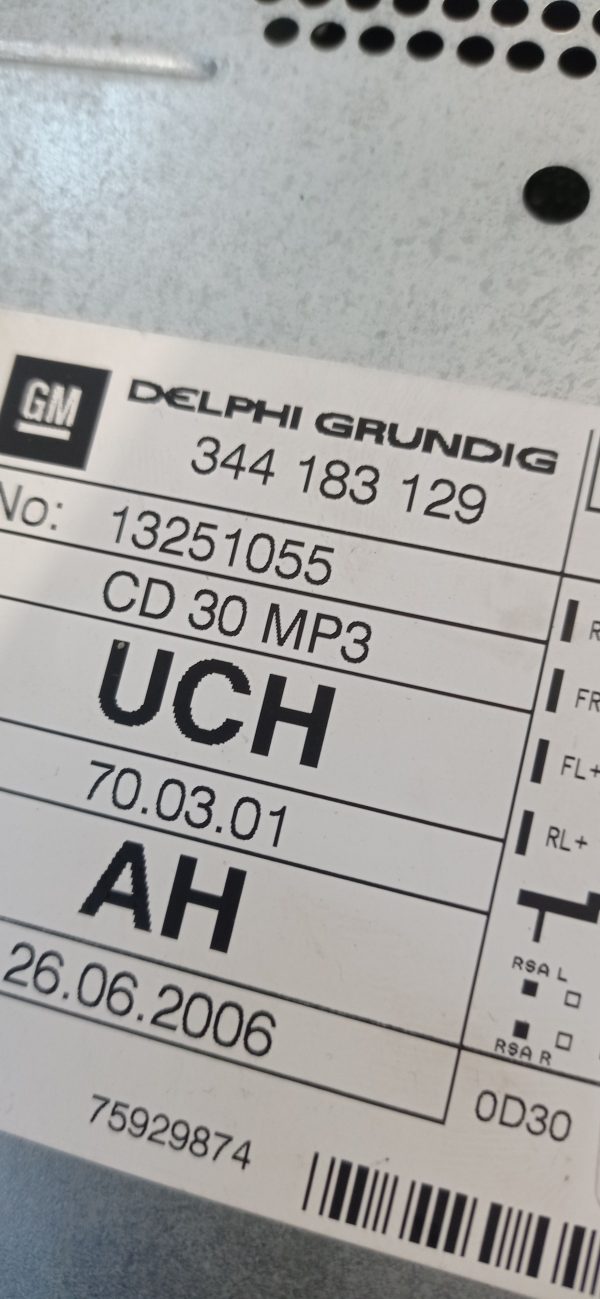 GM
DELPHI GRUNDIG
344 183 129
No: 13251055
CD 30 MP3
UCH
70.03.01
AH
26.06.2006
75929874
R
FR
FL+
RL+
RSA L
RSA R
0D30